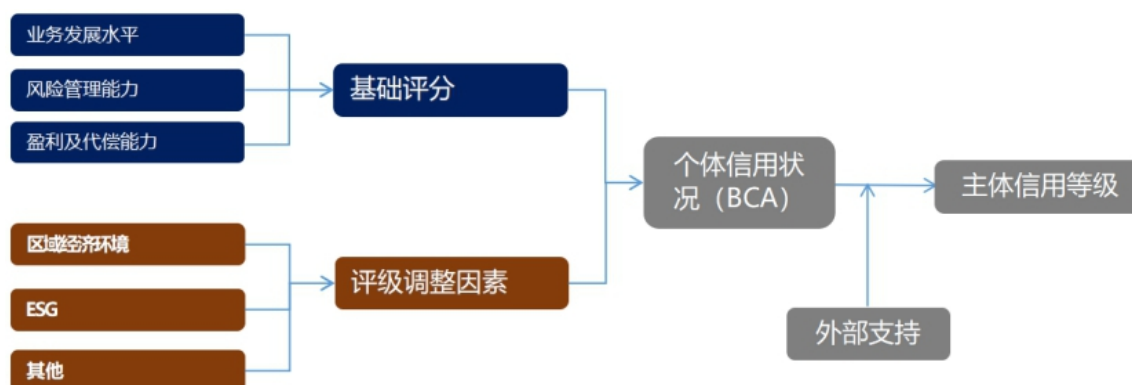 业务发展水平
风险管理能力
盈利及代偿能力
基础评分
区域经济环境
ESG
其他
评级调整因素
个体信用状
况（BCA）
主体信用等级
外部支持